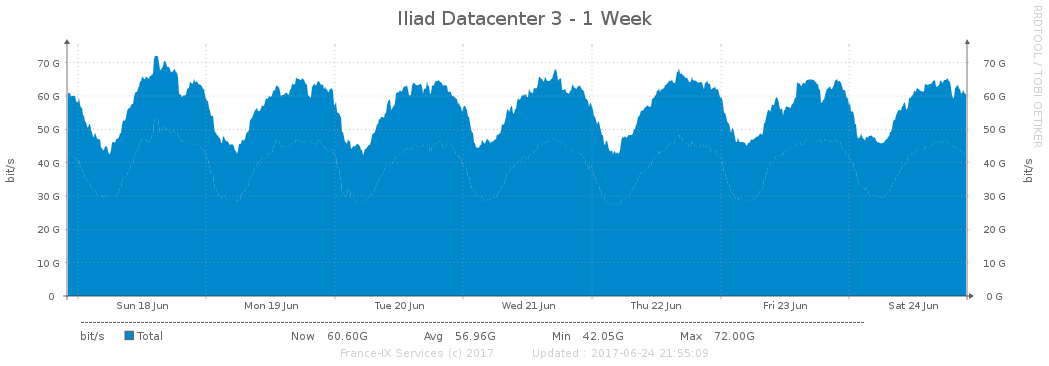 Iliad Datacenter 3 - 1 Week
RRDTOOL / TOBI OETIKER
bit/s
70 G
60 G
50 G
40 G
30 G
20 G
10 G
0
70 G
60 G
50 G
40 G
30 G
20 G
10 G
0 G
bit/s
Sun 18 Jun Mon 19 Jun Tue 20 Jun Wed 21 Jun Thu 22 Jun Fri 23 Jun Sat 24 Jun
bit/s Total Now 60.60G Avg 56.96G Min 42.05G Max 72.00G
France-IX Services (c) 2017 Updated : 2017-06-24 21:55:09